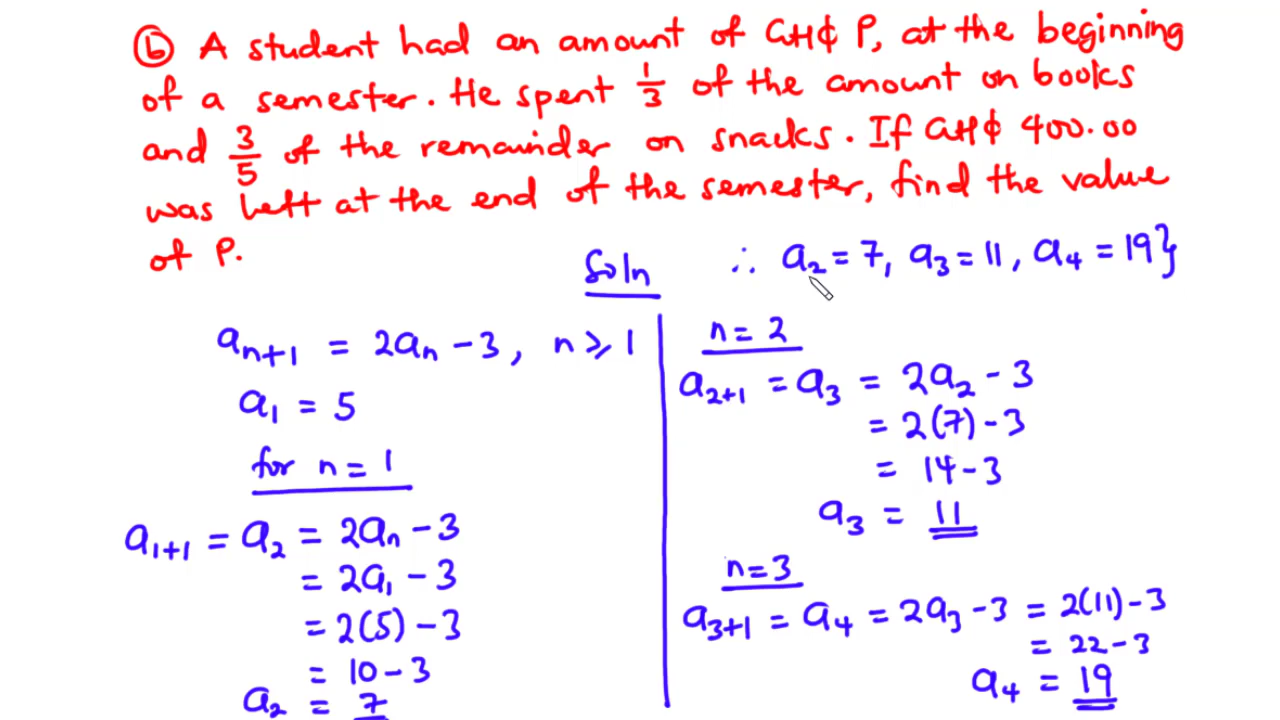 ⓑ A student had an amount of GH₵ P, at the beginning
of a semester. He spent 1/3 of the amount on books
and 3/5 of the remainder on snacks. If GH₵ 400.00
was left at the end of the semester, find the value
of P.
Soln
∴ a₂ = 7, a₃ = 11, a₄ = 19}
aₙ₊₁ = 2aₙ - 3, n ⩾ 1
a₁ = 5
for n = 1
a₁₊₁ = a₂ = 2aₙ - 3
= 2a₁ - 3
= 2(5) - 3
= 10 - 3
a₂ = 7
n = 2
a₂₊₁ = a₃ = 2a₂ - 3
= 2(7) - 3
= 14 - 3
a₃ = 11
n = 3
a₃₊₁ = a₄ = 2a₃ - 3 = 2(11) - 3
= 22 - 3
a₄ = 19